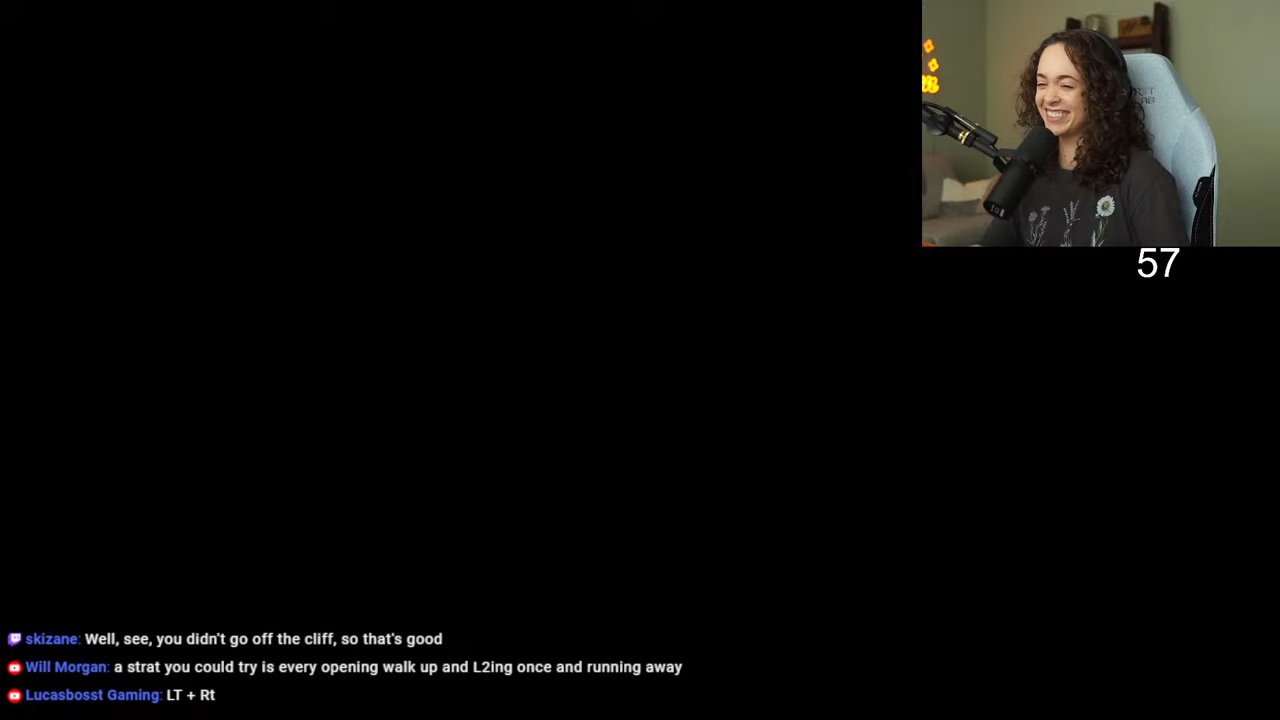 57
skizane: Well, see, you didn't go off the cliff, so that's good
Will Morgan: a strat you could try is every opening walk up and L2ing once and running away
Lucasbosst Gaming: LT + Rt